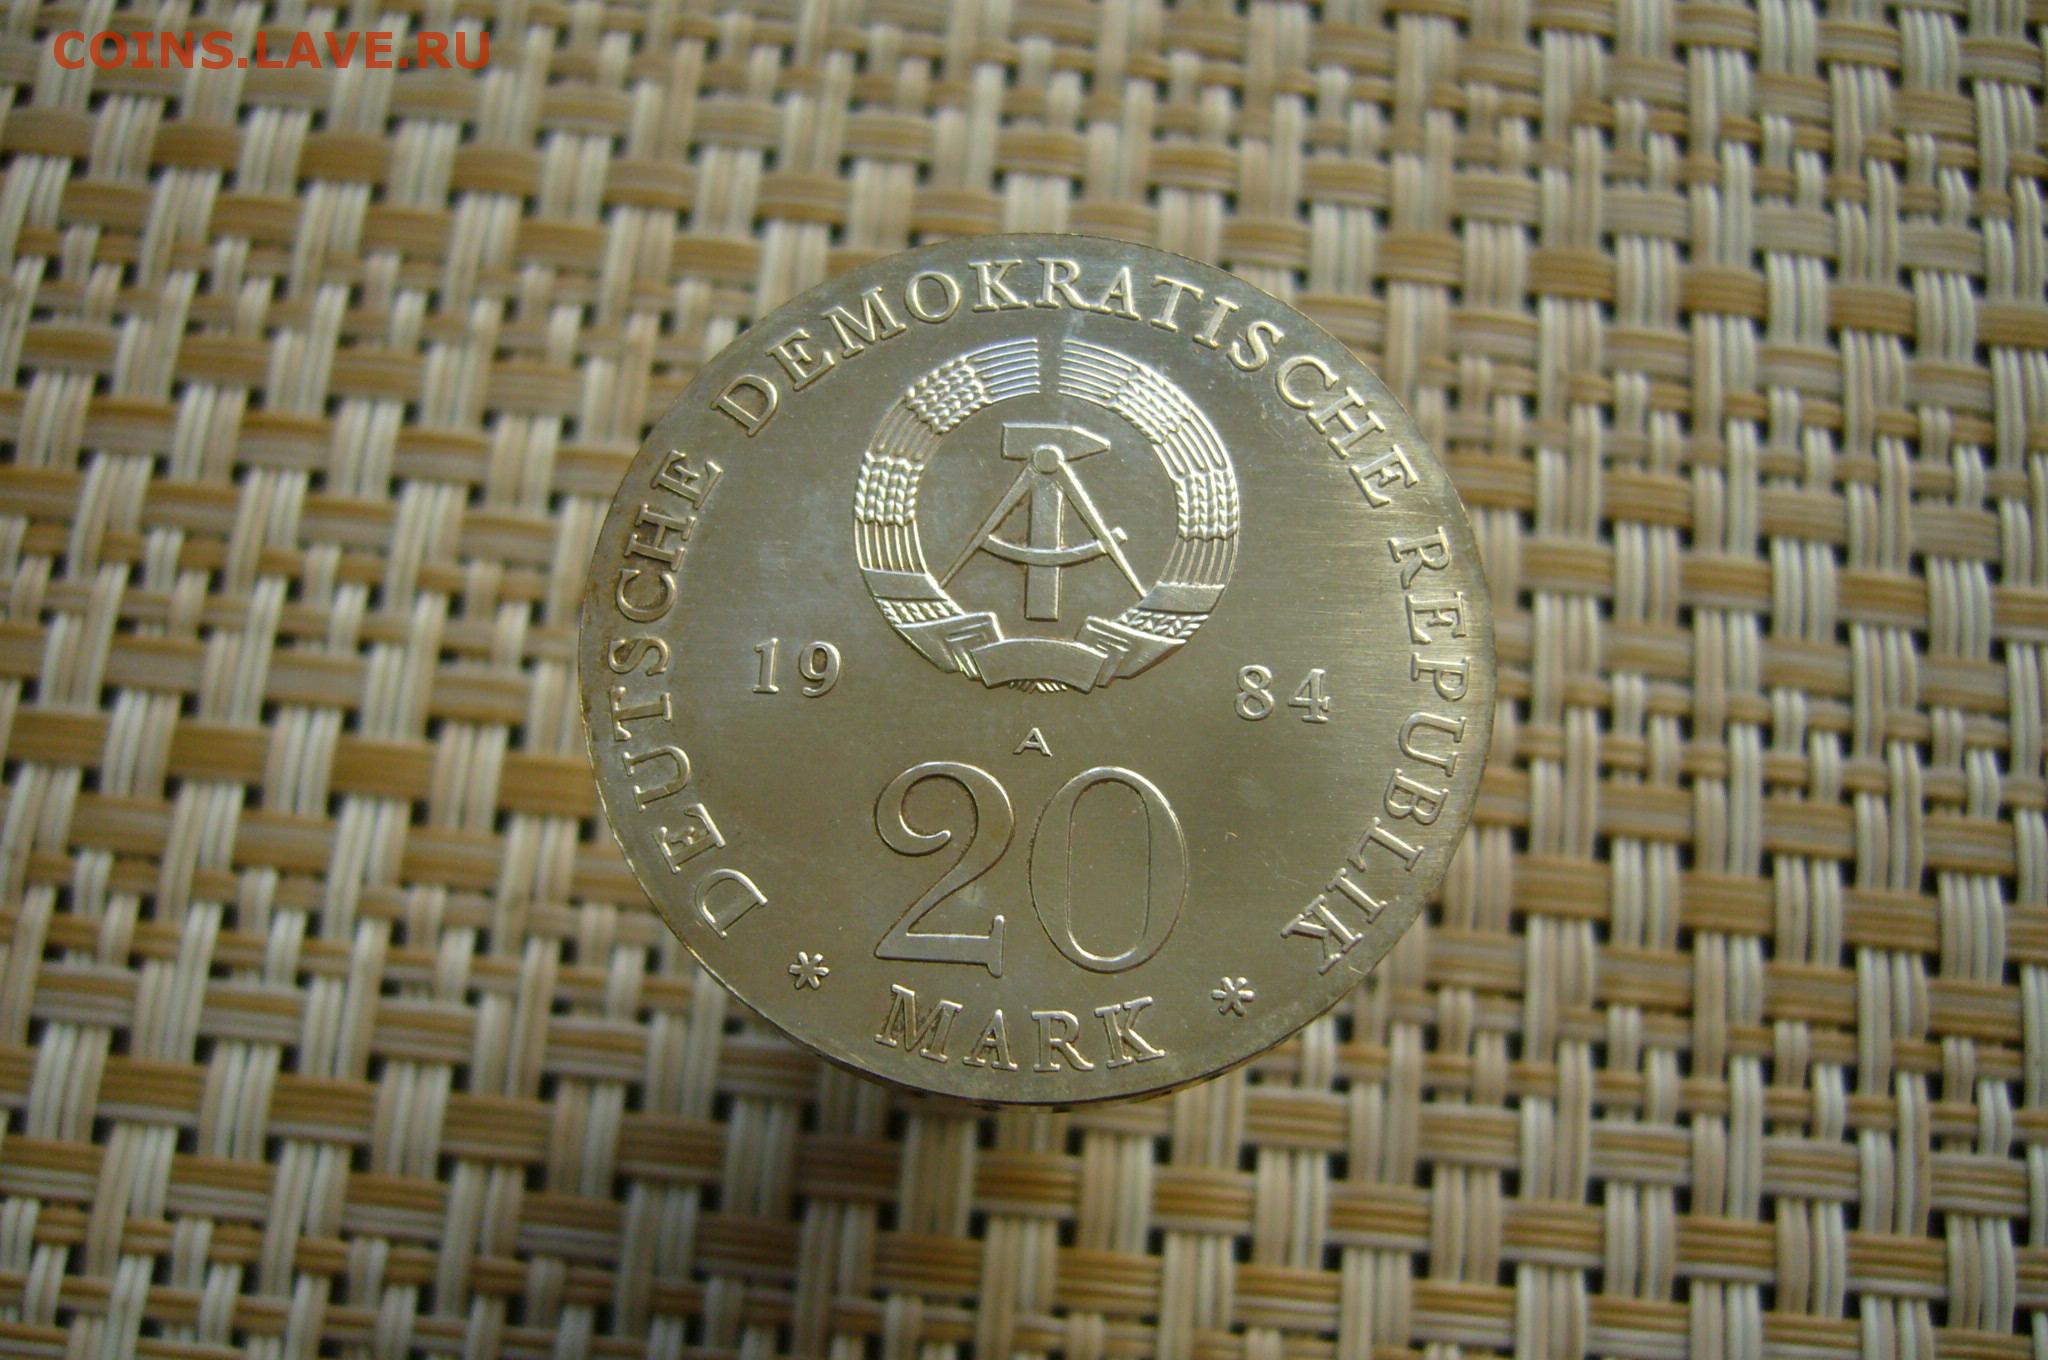 COINS.LAVE.RU
DEUTSCHE DEMOKRATISCHE REPUBLIK
19 84
A
20
* MARK *